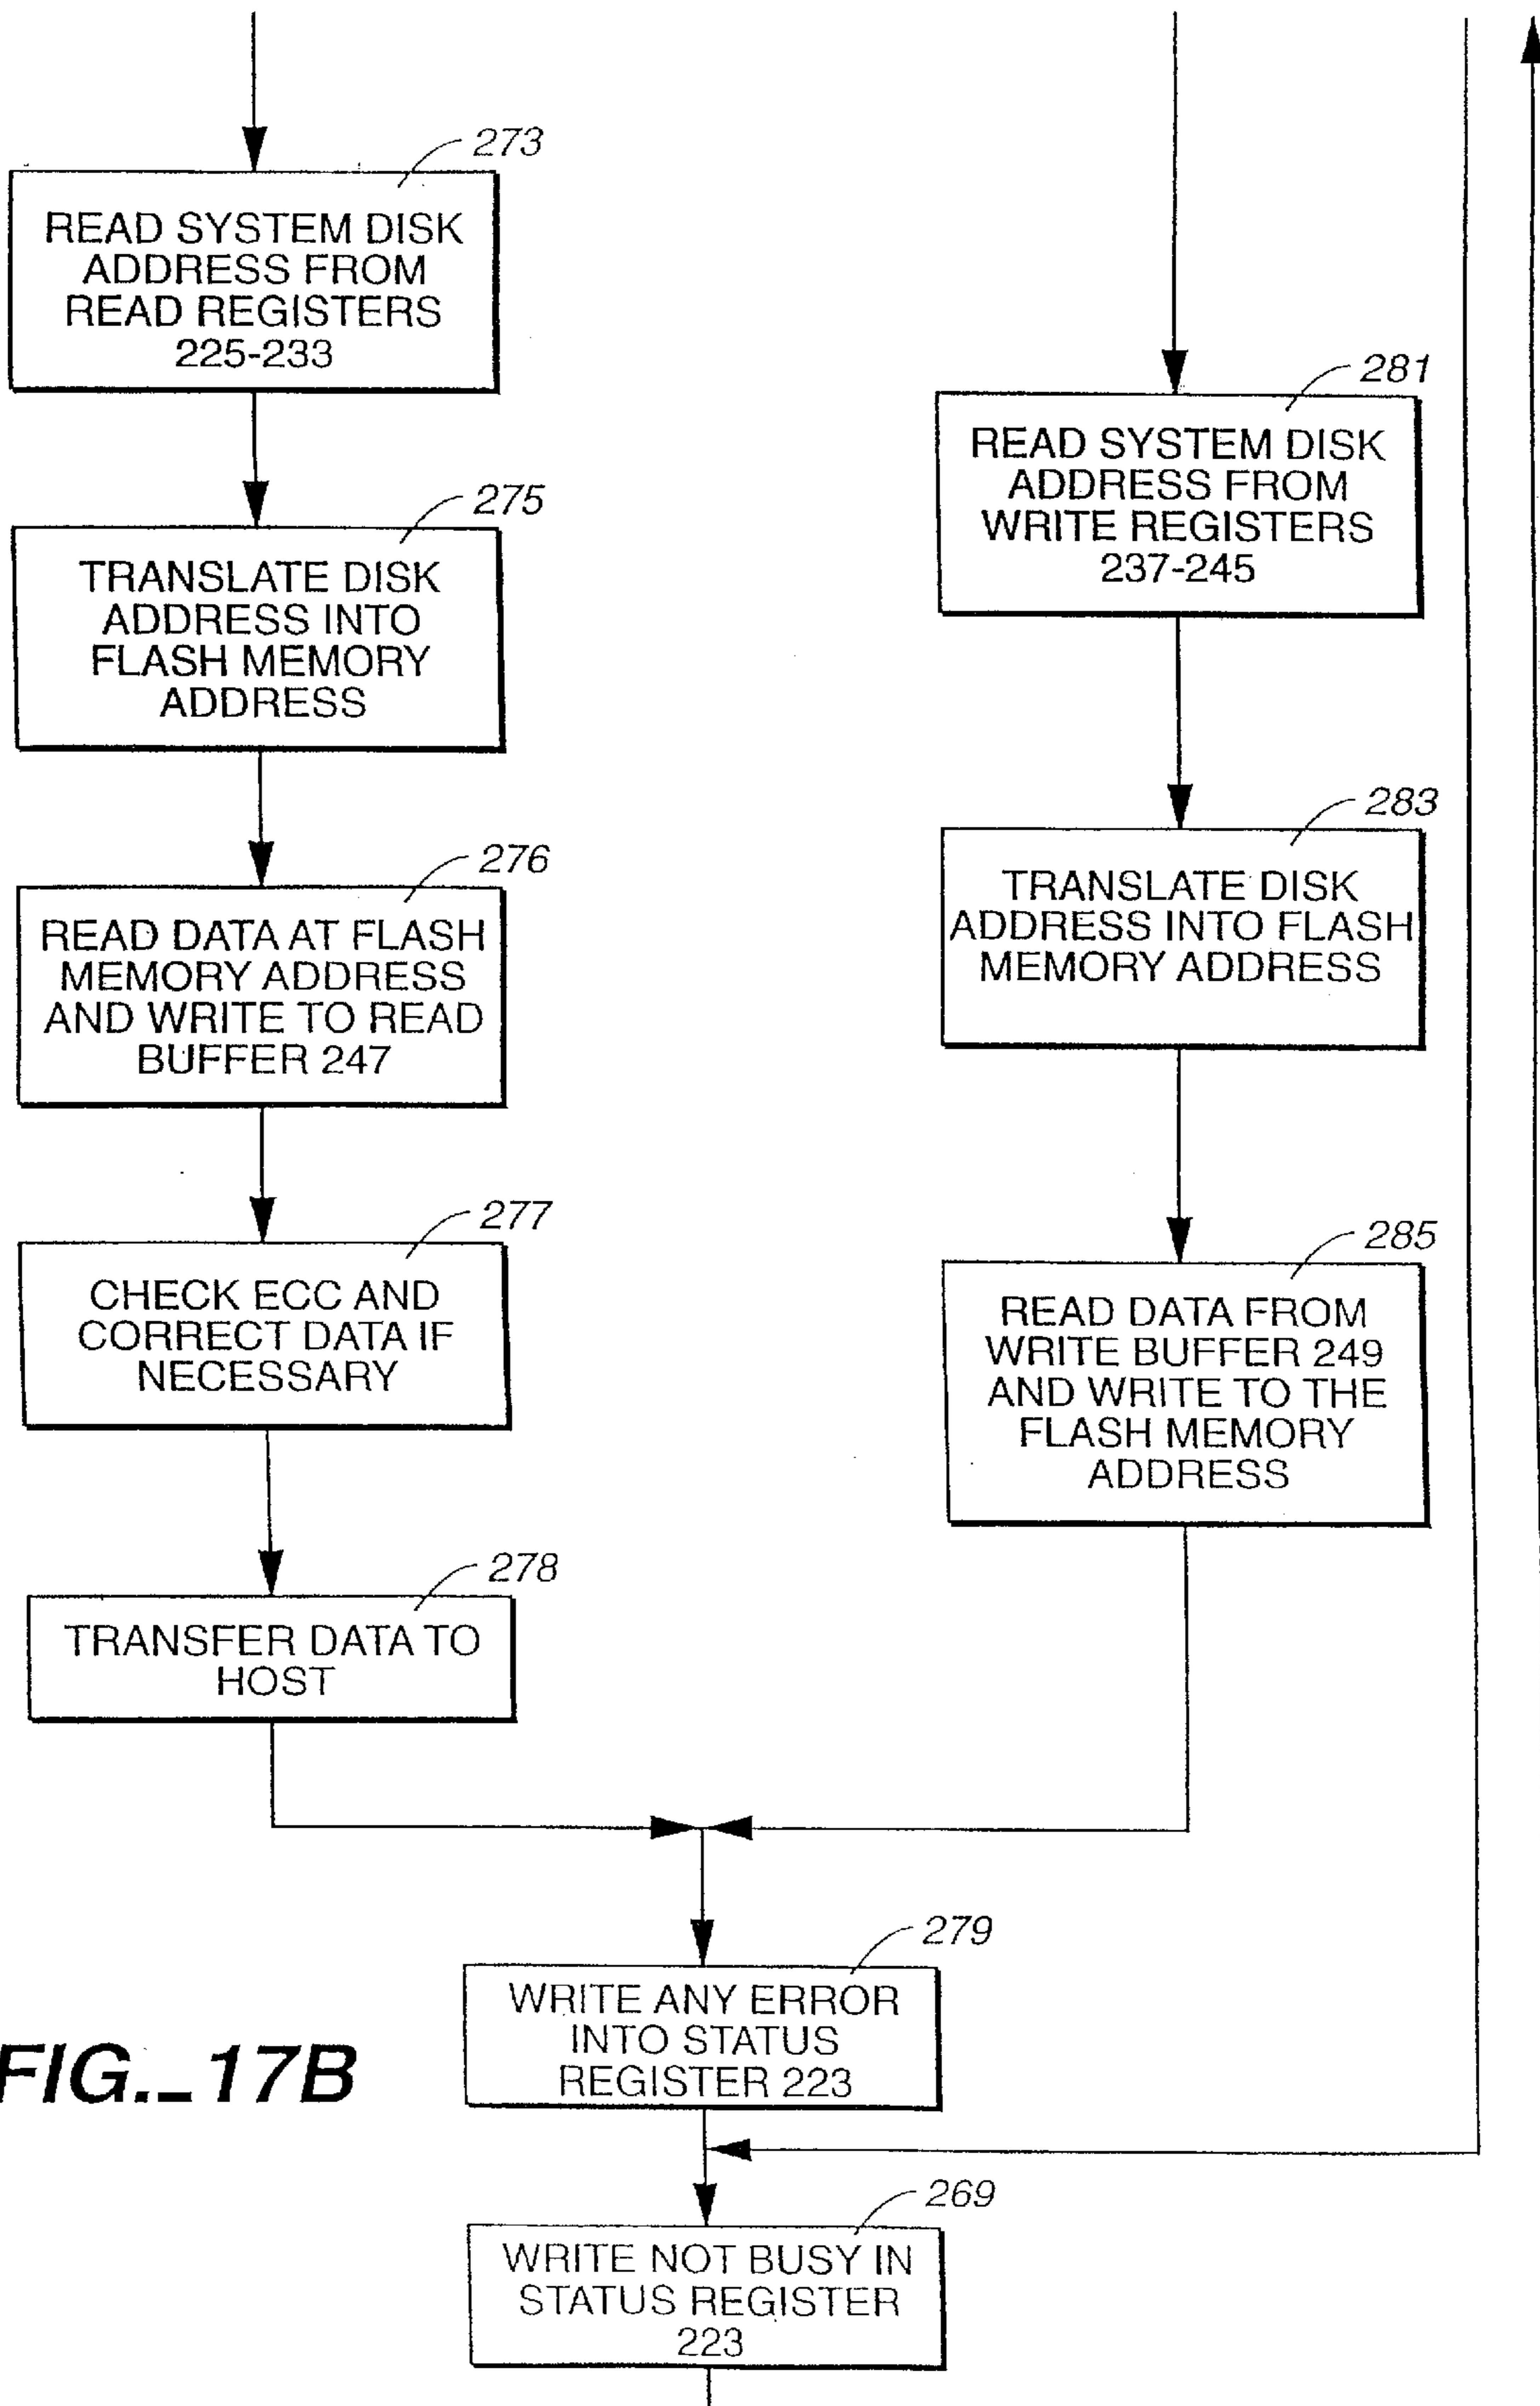 273
READ SYSTEM DISK
ADDRESS FROM
READ REGISTERS
225-233
275
TRANSLATE DISK
ADDRESS INTO
FLASH MEMORY
ADDRESS
276
READ DATA AT FLASH
MEMORY ADDRESS
AND WRITE TO READ
BUFFER 247
277
CHECK ECC AND
CORRECT DATA IF
NECESSARY
278
TRANSFER DATA TO
HOST
281
READ SYSTEM DISK
ADDRESS FROM
WRITE REGISTERS
237-245
283
TRANSLATE DISK
ADDRESS INTO FLASH
MEMORY ADDRESS
285
READ DATA FROM
WRITE BUFFER 249
AND WRITE TO THE
FLASH MEMORY
ADDRESS
279
WRITE ANY ERROR
INTO STATUS
REGISTER 223
269
WRITE NOT BUSY IN
STATUS REGISTER
223
FIG._17B